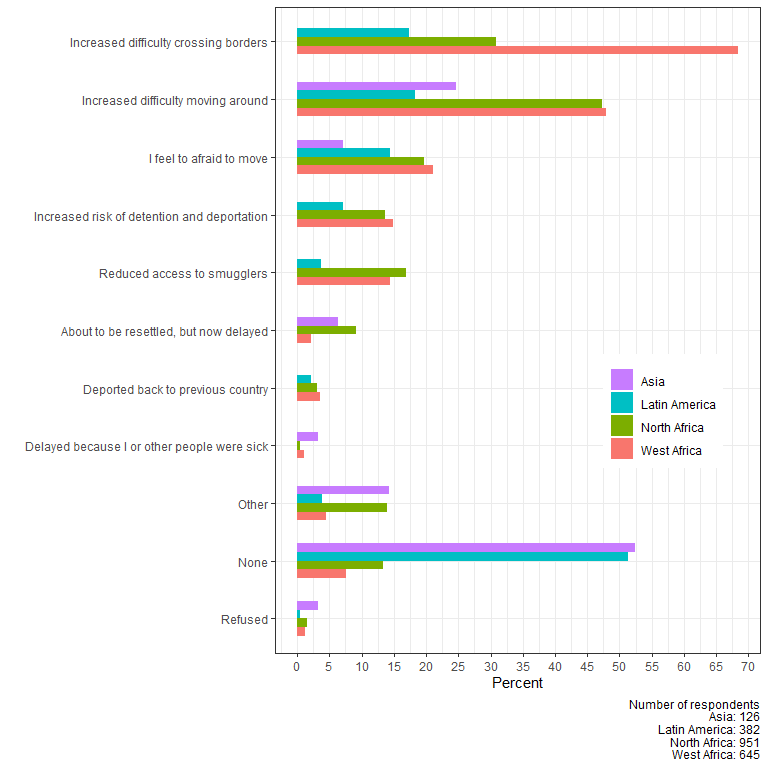 Increased difficulty crossing borders
Increased difficulty moving around
I feel to afraid to move
Increased risk of detention and deportation
Reduced access to smugglers
About to be resettled, but now delayed
Deported back to previous country
Delayed because I or other people were sick
Other
None
Refused
Asia
Latin America
North Africa
West Africa
0 5 10 15 20 25 30 35 40 45 50 55 60 65 70
Percent
Number of respondents
Asia: 126
Latin America: 382
North Africa: 951
West Africa: 645